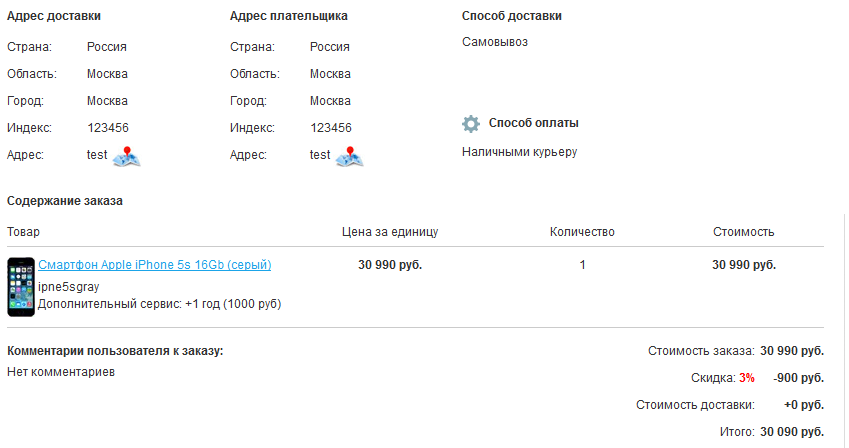 Адрес доставки
Страна: Россия
Область: Москва
Город: Москва
Индекс: 123456
Адрес: test
Адрес плательщика
Страна: Россия
Область: Москва
Город: Москва
Индекс: 123456
Адрес: test
Способ доставки
Самовывоз
Способ оплаты
Наличными курьеру
Содержание заказа
Товар Цена за единицу Количество Стоимость
Смартфон Apple iPhone 5s 16Gb (серый) 30 990 руб. 1 30 990 руб.
ipne5sgray
Дополнительный сервис: +1 год (1000 руб)
Комментарии пользователя к заказу:
Нет комментариев
Стоимость заказа: 30 990 руб.
Скидка: 3% -900 руб.
Стоимость доставки: +0 руб.
Итого: 30 090 руб.